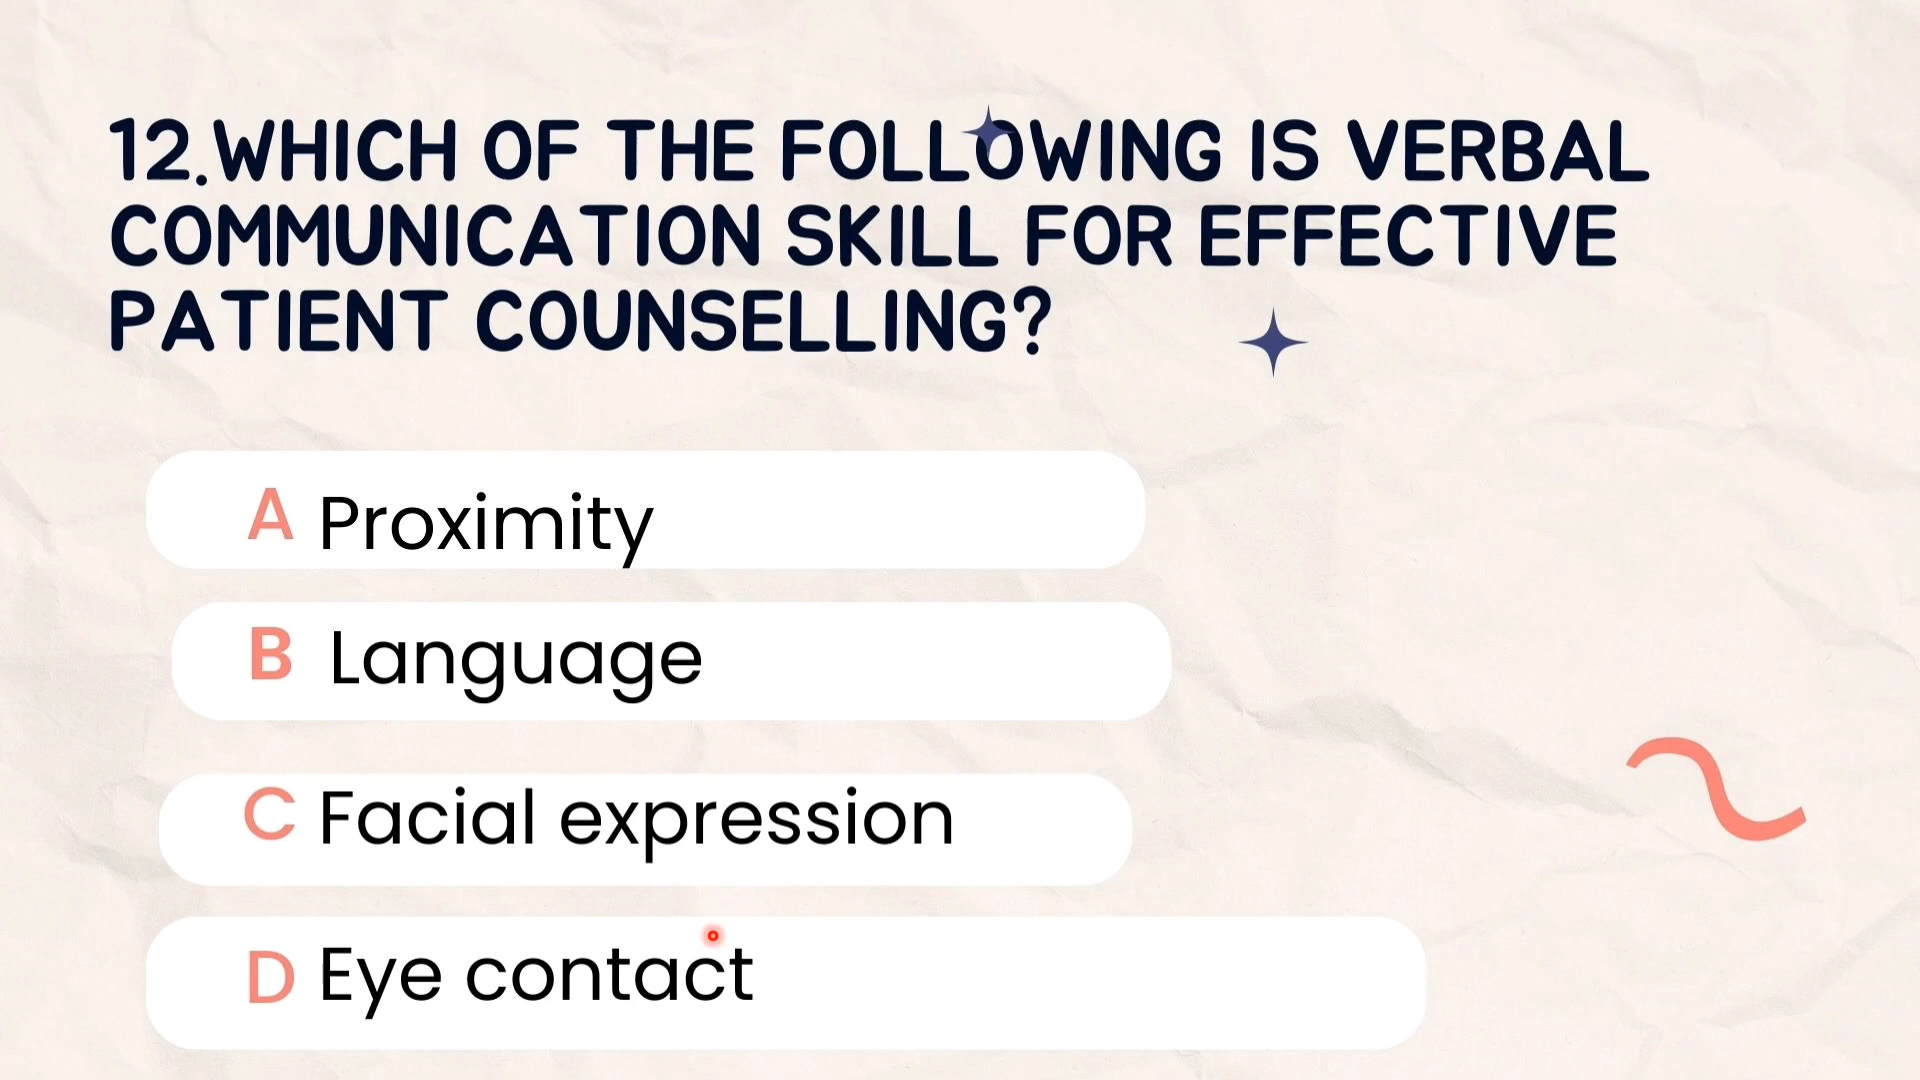 12.WHICH OF THE FOLLOWING IS VERBAL
COMMUNICATION SKILL FOR EFFECTIVE
PATIENT COUNSELLING?
A Proximity
B Language
C Facial expression
D Eye contact